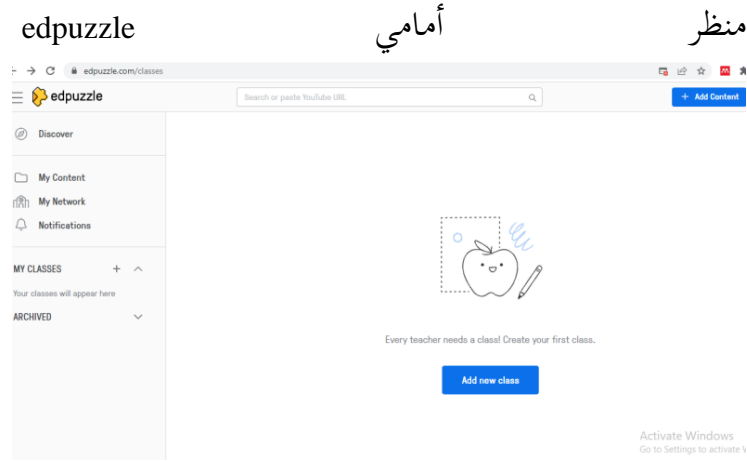 منظر أمامي edpuzzle
edpuzzle.com/classes
edpuzzle
Search or paste YouTube URL
+ Add Content
Discover
My Content
My Network
Notifications
MY CLASSES +
Your classes will appear here
ARCHIVED
Every teacher needs a class! Create your first class.
Add new class
Activate Windows
Go to Settings to activate